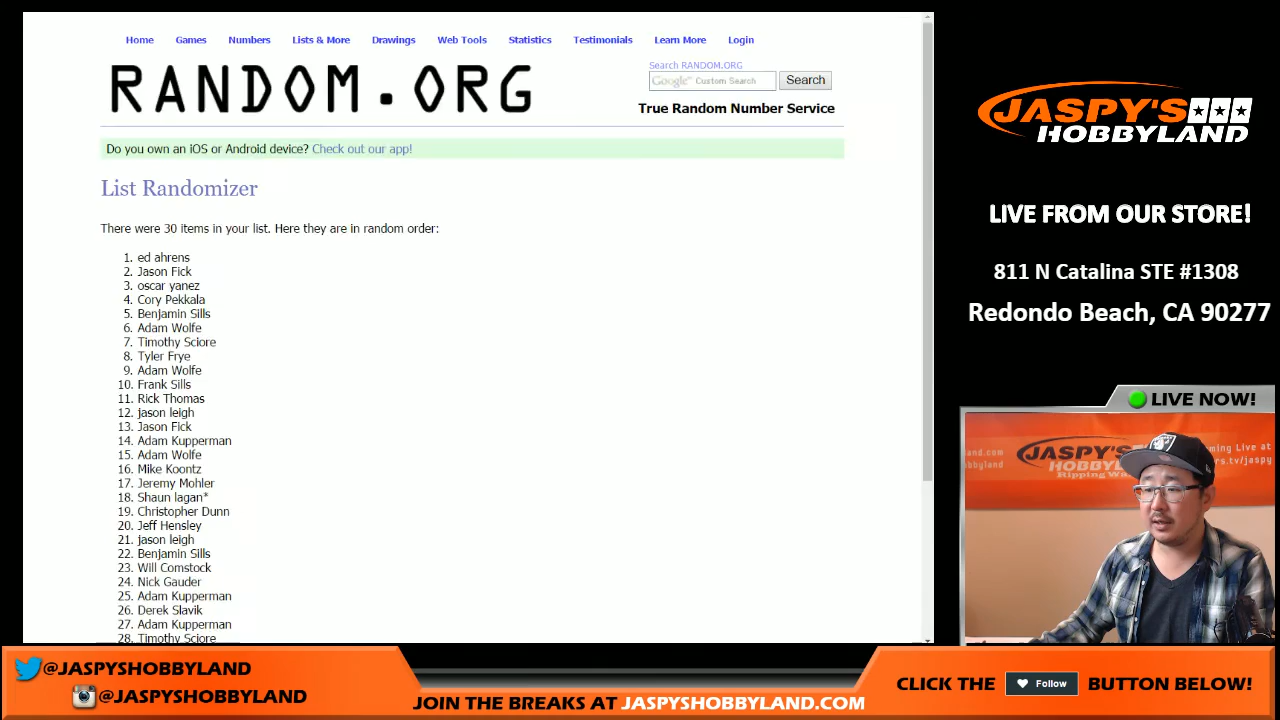 Home Games Numbers Lists & More Drawings Web Tools Statistics Testimonials Learn More Login
RANDOM.ORG
Search RANDOM.ORG
Google™ Custom Search Search
True Random Number Service
Do you own an iOS or Android device? Check out our app!
List Randomizer
There were 30 items in your list. Here they are in random order:
1. ed ahrens
2. Jason Fick
3. oscar yanez
4. Cory Pekkala
5. Benjamin Sills
6. Adam Wolfe
7. Timothy Sciore
8. Tyler Frye
9. Adam Wolfe
10. Frank Sills
11. Rick Thomas
12. jason leigh
13. Jason Fick
14. Adam Kupperman
15. Adam Wolfe
16. Mike Koontz
17. Jeremy Mohler
18. Shaun lagan*
19. Christopher Dunn
20. Jeff Hensley
21. jason leigh
22. Benjamin Sills
23. Will Comstock
24. Nick Gauder
25. Adam Kupperman
26. Derek Slavik
27. Adam Kupperman
28. Timothy Sciore
JASPY'S
HOBBYLAND
LIVE FROM OUR STORE!
811 N Catalina STE #1308
Redondo Beach, CA 90277
LIVE NOW!
JASPY'S
HOBBYLAND
@JASPYSHOBBYLAND
@JASPYSHOBBYLAND
JOIN THE BREAKS AT JASPYSHOBBYLAND.COM
CLICK THE Follow BUTTON BELOW!